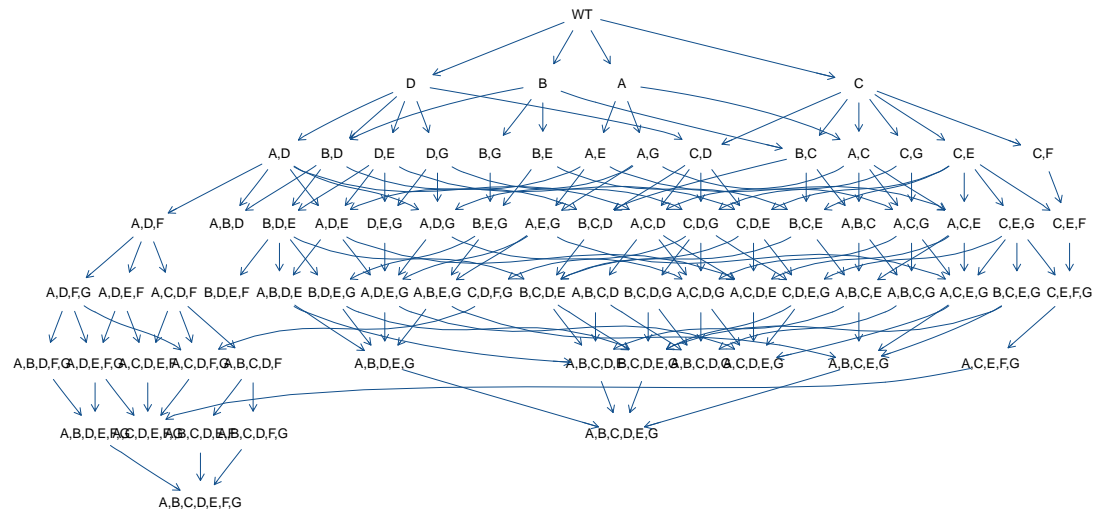 WT
D B A C
A,D B,D D,E D,G B,G B,E A,E A,G C,D B,C A,C C,G C,E C,F
A,D,F A,B,D B,D,E A,D,E D,E,G A,D,G B,E,G A,E,G B,C,D A,C,D C,D,G C,D,E B,C,E A,B,C A,C,G A,C,E C,E,G C,E,F
A,D,F,G A,D,E,F A,C,D,F B,D,E,F A,B,D,E B,D,E,G A,D,E,G A,B,E,G C,D,F,G B,C,D,E A,B,C,D B,C,D,G A,C,D,G A,C,D,E C,D,E,G A,B,C,E A,B,C,G A,C,E,G B,C,E,G C,E,F,G
A,B,D,F,G A,D,E,F,G A,C,D,E,F A,C,D,F,G A,B,C,D,F A,B,D,E,G A,B,C,D,E B,C,D,E,G A,B,C,D,G A,C,D,E,G A,B,C,E,G A,C,E,F,G
A,B,D,E,F,G A,C,D,E,F,G A,B,C,D,E,F A,B,C,D,F,G A,B,C,D,E,G
A,B,C,D,E,F,G